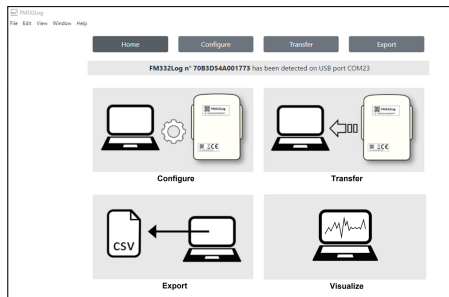 FM332Log
File Edit View Window Help
Home Configure Transfer Export
FM332Log n° 70B3D54A001773 has been detected on USB port COM23
FM332Log
FM332Log
Configure Transfer
CSV
Export Visualize